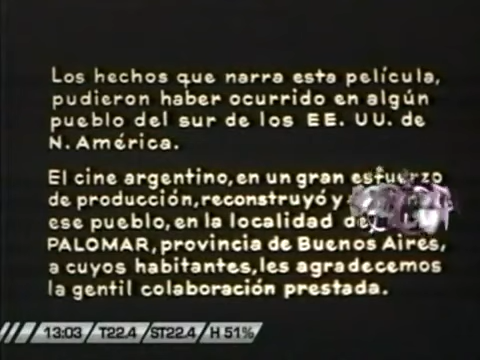 Los hechos que narra esta película,
pudieron haber ocurrido en algún
pueblo del sur de los EE. UU. de
N. América.
El cine argentino, en un gran esfuerzo
de producción, reconstruyó y
ese pueblo, en la localidad de
PALOMAR, provincia de Buenos Aires,
a cuyos habitantes, les agradecemos
la gentil colaboración prestada.
13:03 T22.4 ST22.4 H 51%